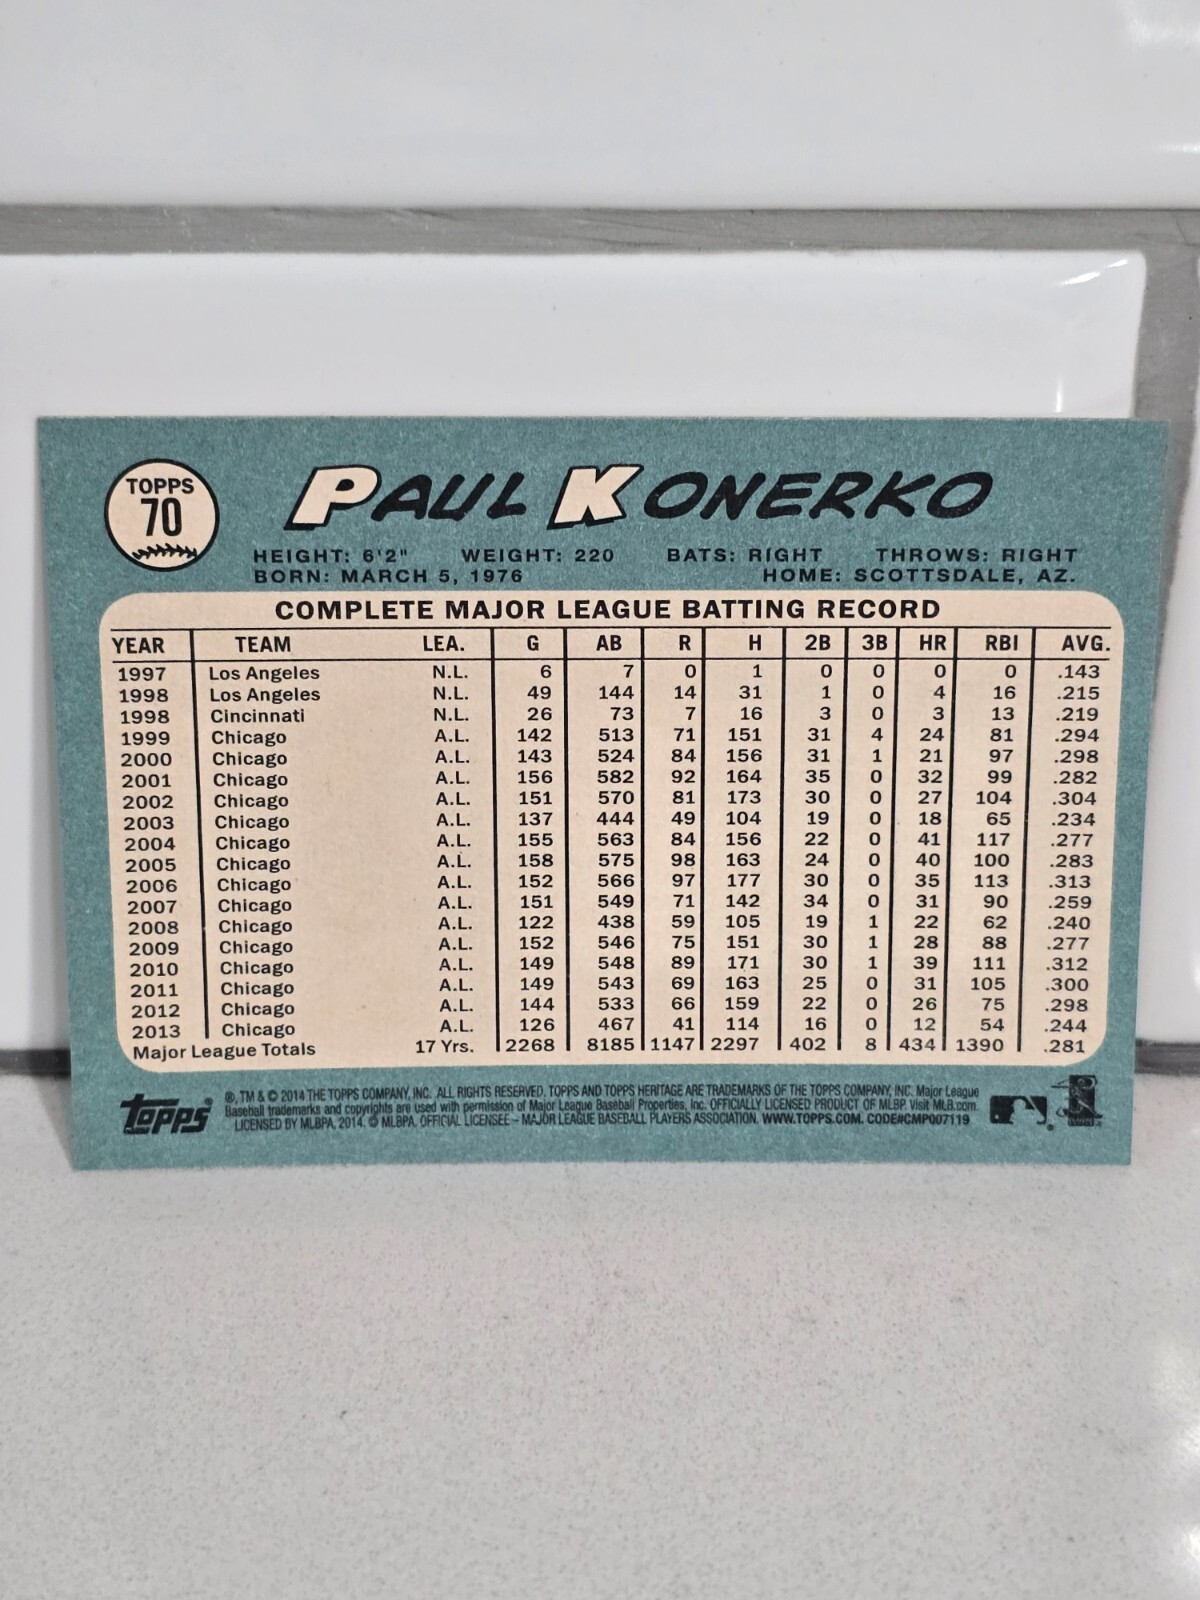 TOPPS
70
PAUL KONERKO
HEIGHT: 6'2" WEIGHT: 220 BATS: RIGHT THROWS: RIGHT
BORN: MARCH 5, 1976 HOME: SCOTTSDALE, AZ.
COMPLETE MAJOR LEAGUE BATTING RECORD
YEAR TEAM LEA. G AB R H 2B 3B HR RBI AVG.
1997 Los Angeles N.L. 6 7 0 1 0 0 0 0 .143
1998 Los Angeles N.L. 49 144 14 31 1 0 4 16 .215
1998 Cincinnati N.L. 26 73 7 16 3 0 3 13 .219
1999 Chicago A.L. 142 513 71 151 31 4 24 81 .294
2000 Chicago A.L. 143 524 84 156 31 1 21 97 .298
2001 Chicago A.L. 156 582 92 164 35 0 32 99 .282
2002 Chicago A.L. 151 570 81 173 30 0 27 104 .304
2003 Chicago A.L. 137 444 49 104 19 0 18 65 .234
2004 Chicago A.L. 155 563 84 156 22 0 41 117 .277
2005 Chicago A.L. 158 575 98 163 24 0 40 100 .283
2006 Chicago A.L. 152 566 97 177 30 0 35 113 .313
2007 Chicago A.L. 151 549 71 142 34 0 31 90 .259
2008 Chicago A.L. 122 438 59 105 19 1 22 62 .240
2009 Chicago A.L. 152 546 75 151 30 1 28 88 .277
2010 Chicago A.L. 149 548 89 171 30 1 39 111 .312
2011 Chicago A.L. 149 543 69 163 25 0 31 105 .300
2012 Chicago A.L. 144 533 66 159 22 0 26 75 .298
2013 Chicago A.L. 126 467 41 114 16 0 12 54 .244
Major League Totals 17 Yrs. 2268 8185 1147 2297 402 8 434 1390 .281
topps
®, TM & © 2014 THE TOPPS COMPANY, INC. ALL RIGHTS RESERVED. TOPPS AND TOPPS HERITAGE ARE TRADEMARKS OF THE TOPPS COMPANY, INC. Major League
Baseball trademarks and copyrights are used with permission of Major League Baseball Properties, Inc. OFFICIALLY LICENSED PRODUCT OF MLBP. Visit MLB.com.
LICENSED BY MLBPA, 2014. © MLBPA. OFFICIAL LICENSEE – MAJOR LEAGUE BASEBALL PLAYERS ASSOCIATION. WWW.TOPPS.COM. CODE#CMP007119